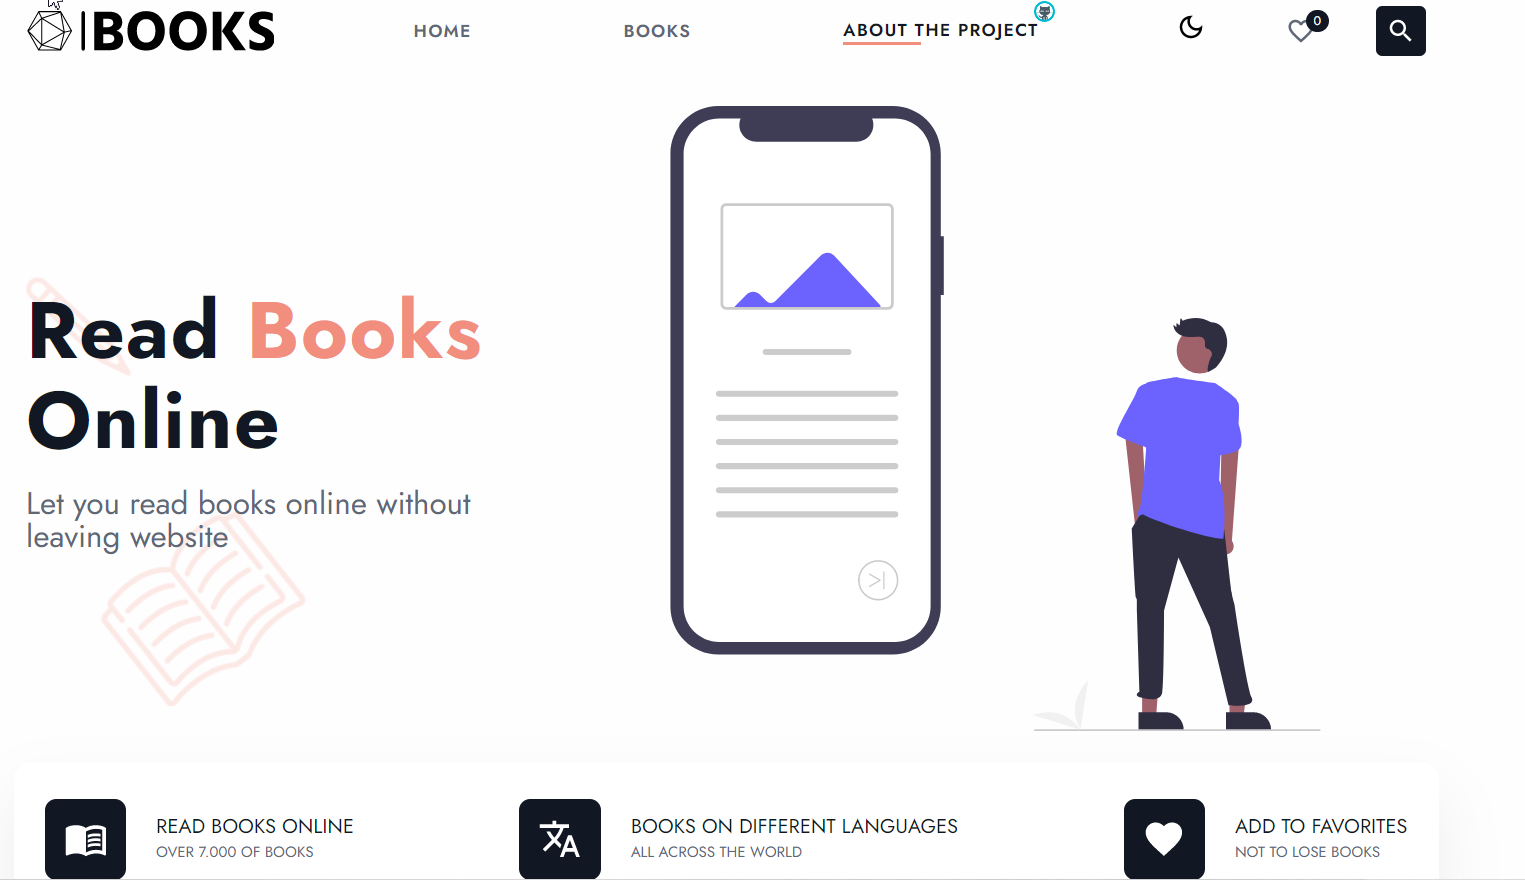 |BOOKS
HOME
BOOKS
ABOUT THE PROJECT
0
Read Books
Online
Let you read books online without
leaving website
READ BOOKS ONLINE
OVER 7.000 OF BOOKS
BOOKS ON DIFFERENT LANGUAGES
ALL ACROSS THE WORLD
ADD TO FAVORITES
NOT TO LOSE BOOKS